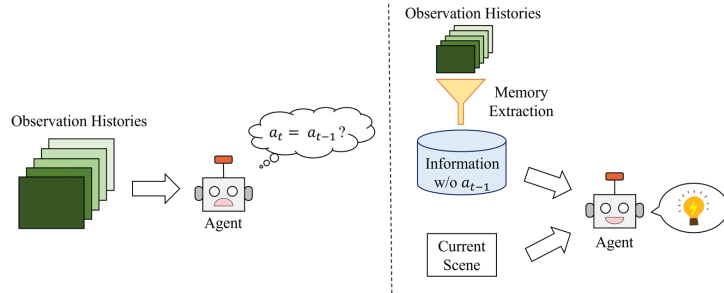 Observation Histories
a_t = a_{t-1}?
Agent
Observation Histories
Memory
Extraction
Information
w/o a_{t-1}
Current
Scene
Agent